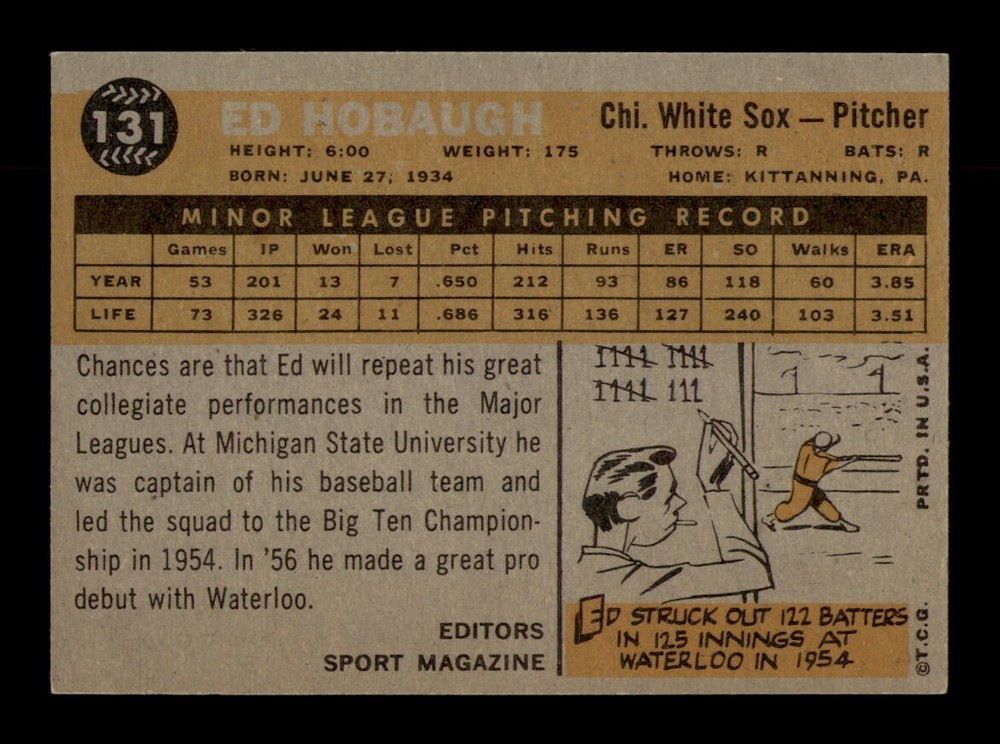 131
ED HOBAUGH
Chi. White Sox — Pitcher
HEIGHT: 6:00 WEIGHT: 175 THROWS: R BATS: R
BORN: JUNE 27, 1934 HOME: KITTANNING, PA.
MINOR LEAGUE PITCHING RECORD
Games IP Won Lost Pct Hits Runs ER SO Walks ERA
YEAR 53 201 13 7 .650 212 93 86 118 60 3.85
LIFE 73 326 24 11 .686 316 136 127 240 103 3.51
Chances are that Ed will repeat his great
collegiate performances in the Major
Leagues. At Michigan State University he
was captain of his baseball team and
led the squad to the Big Ten Champion-
ship in 1954. In '56 he made a great pro
debut with Waterloo.
EDITORS
SPORT MAGAZINE
ED STRUCK OUT 122 BATTERS
IN 125 INNINGS AT
WATERLOO IN 1954
©T.C.G. PRTD. IN U.S.A.